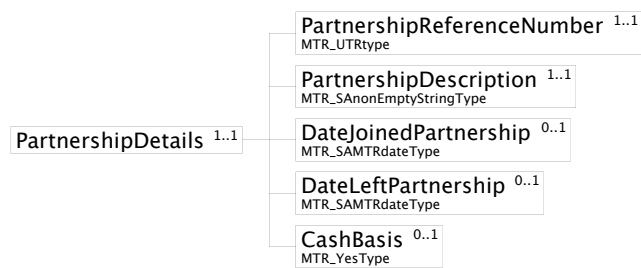 PartnershipReferenceNumber 1..1
MTR_UTRtype
PartnershipDescription 1..1
MTR_SAnonEmptyStringType
PartnershipDetails 1..1
DateJoinedPartnership 0..1
MTR_SAMTRdateType
DateLeftPartnership 0..1
MTR_SAMTRdateType
CashBasis 0..1
MTR_YesType